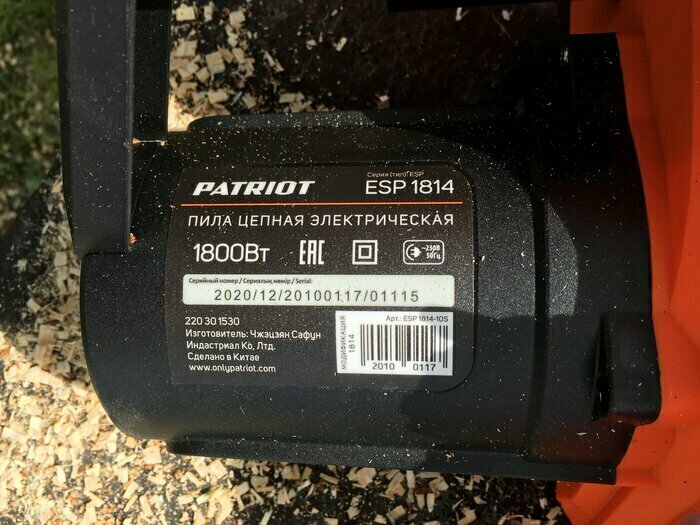 Серия (тип): ESP
PATRIOT ESP 1814
ПИЛА ЦЕПНАЯ ЭЛЕКТРИЧЕСКАЯ
1800Вт EAC ~230В
50Гц
Серийный номер / Сериялық нөмір / Serial:
2020/12/20100117/01115
220 30 1530
Изготовитель: Чжэцзян Сафун
Индастриал Ко, Лтд.
Сделано в Китае
www.onlypatriot.com
МОДИФИКАЦИЯ
1814
Арт.: ESP 1814-10S
2010 0117